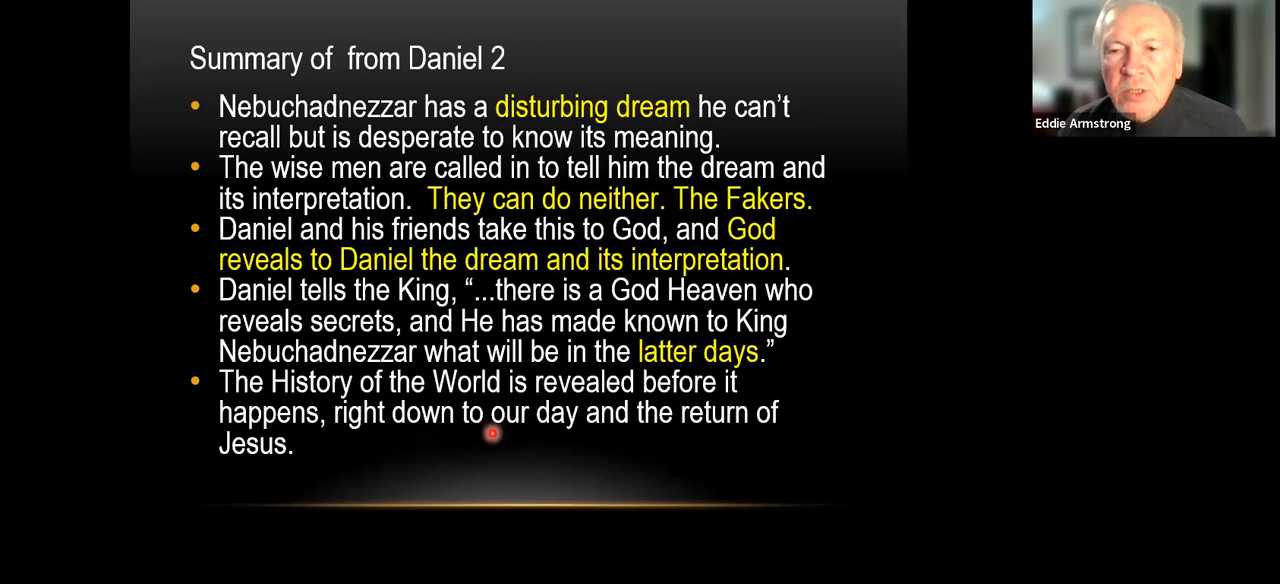 Summary of  from Daniel 2
• Nebuchadnezzar has a disturbing dream he can’t
recall but is desperate to know its meaning.
• The wise men are called in to tell him the dream and
its interpretation.  They can do neither. The Fakers.
• Daniel and his friends take this to God, and God
reveals to Daniel the dream and its interpretation.
• Daniel tells the King, “...there is a God Heaven who
reveals secrets, and He has made known to King
Nebuchadnezzar what will be in the latter days.”
• The History of the World is revealed before it
happens, right down to our day and the return of
Jesus.
Eddie Armstrong